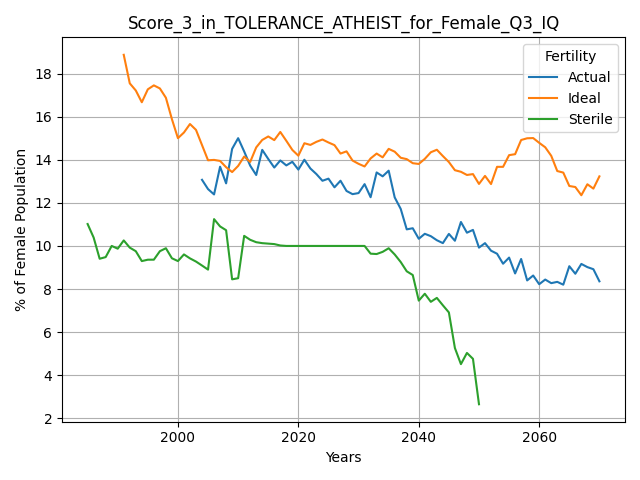 Score_3_in_TOLERANCE_ATHEIST_for_Female_Q3_IQ
Fertility
Actual
Ideal
Sterile
% of Female Population
18
16
14
12
10
8
6
4
2
2000 2020 2040 2060
Years